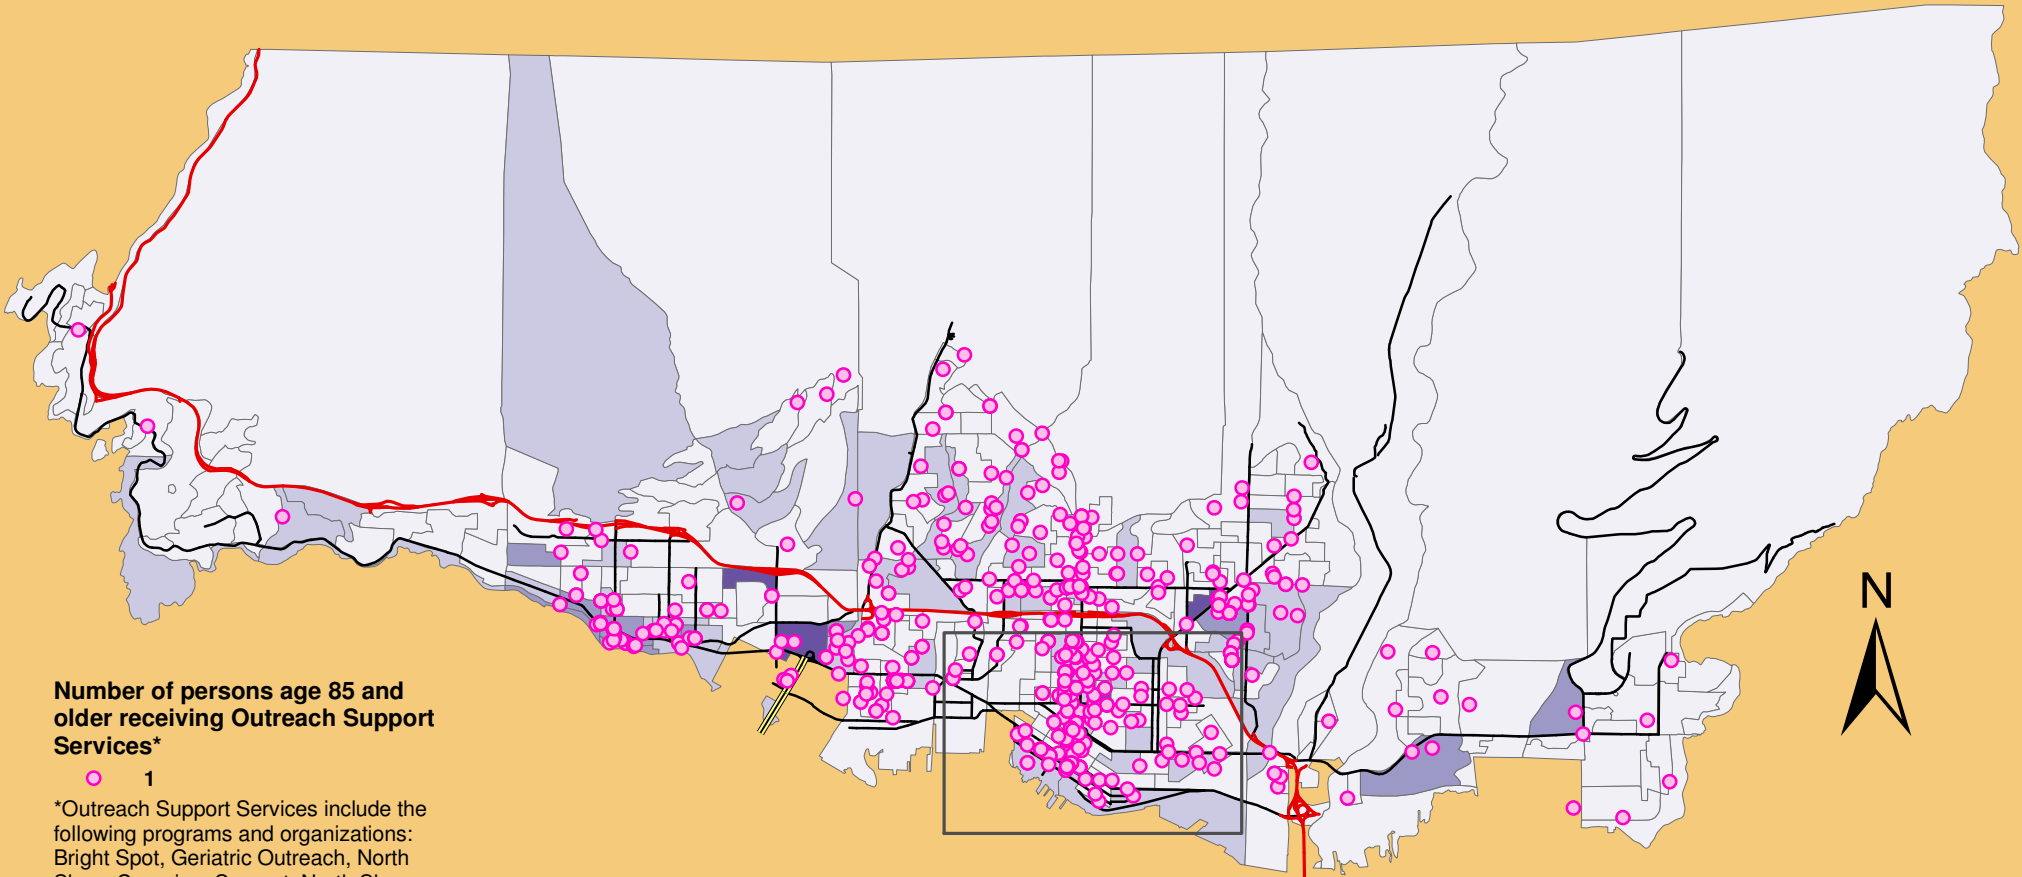 N
Number of persons age 85 and
older receiving Outreach Support
Services*
1
*Outreach Support Services include the
following programs and organizations:
Bright Spot, Geriatric Outreach, North